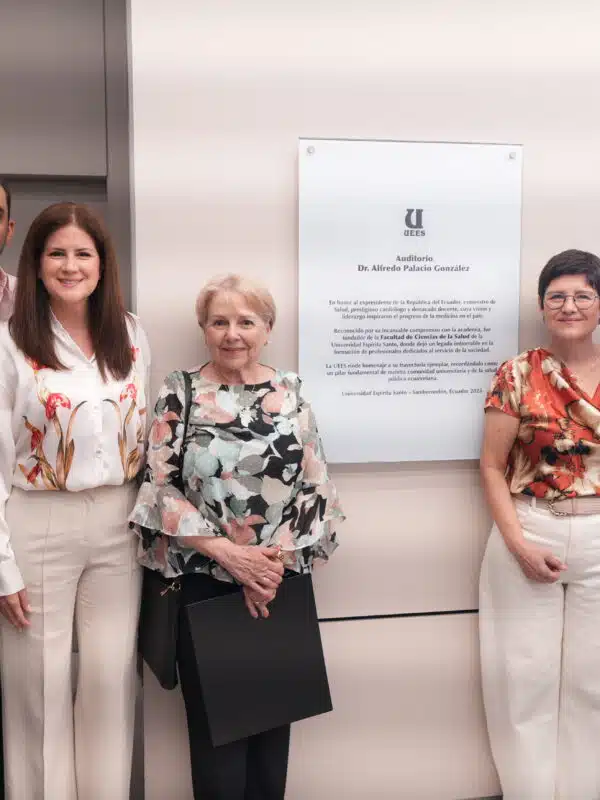 U
UEES
Auditorio
Dr. Alfredo Palacio González
En honor al expresidente de la República del Ecuador, exministro de
Salud, prestigioso cardiólogo y destacado docente, cuya visión y
liderazgo inspiraron el progreso de la medicina en el país.
Reconocido por su incansable compromiso con la academia, fue
fundador de la Facultad de Ciencias de la Salud de la
Universidad Espíritu Santo, donde dejó un legado imborrable en la
formación de profesionales dedicados al servicio de la sociedad.
La UEES rinde homenaje a su trayectoria ejemplar, recordándolo como
un pilar fundamental de nuestra comunidad universitaria y de la salud
pública ecuatoriana.
Universidad Espíritu Santo - Samborondón, Ecuador